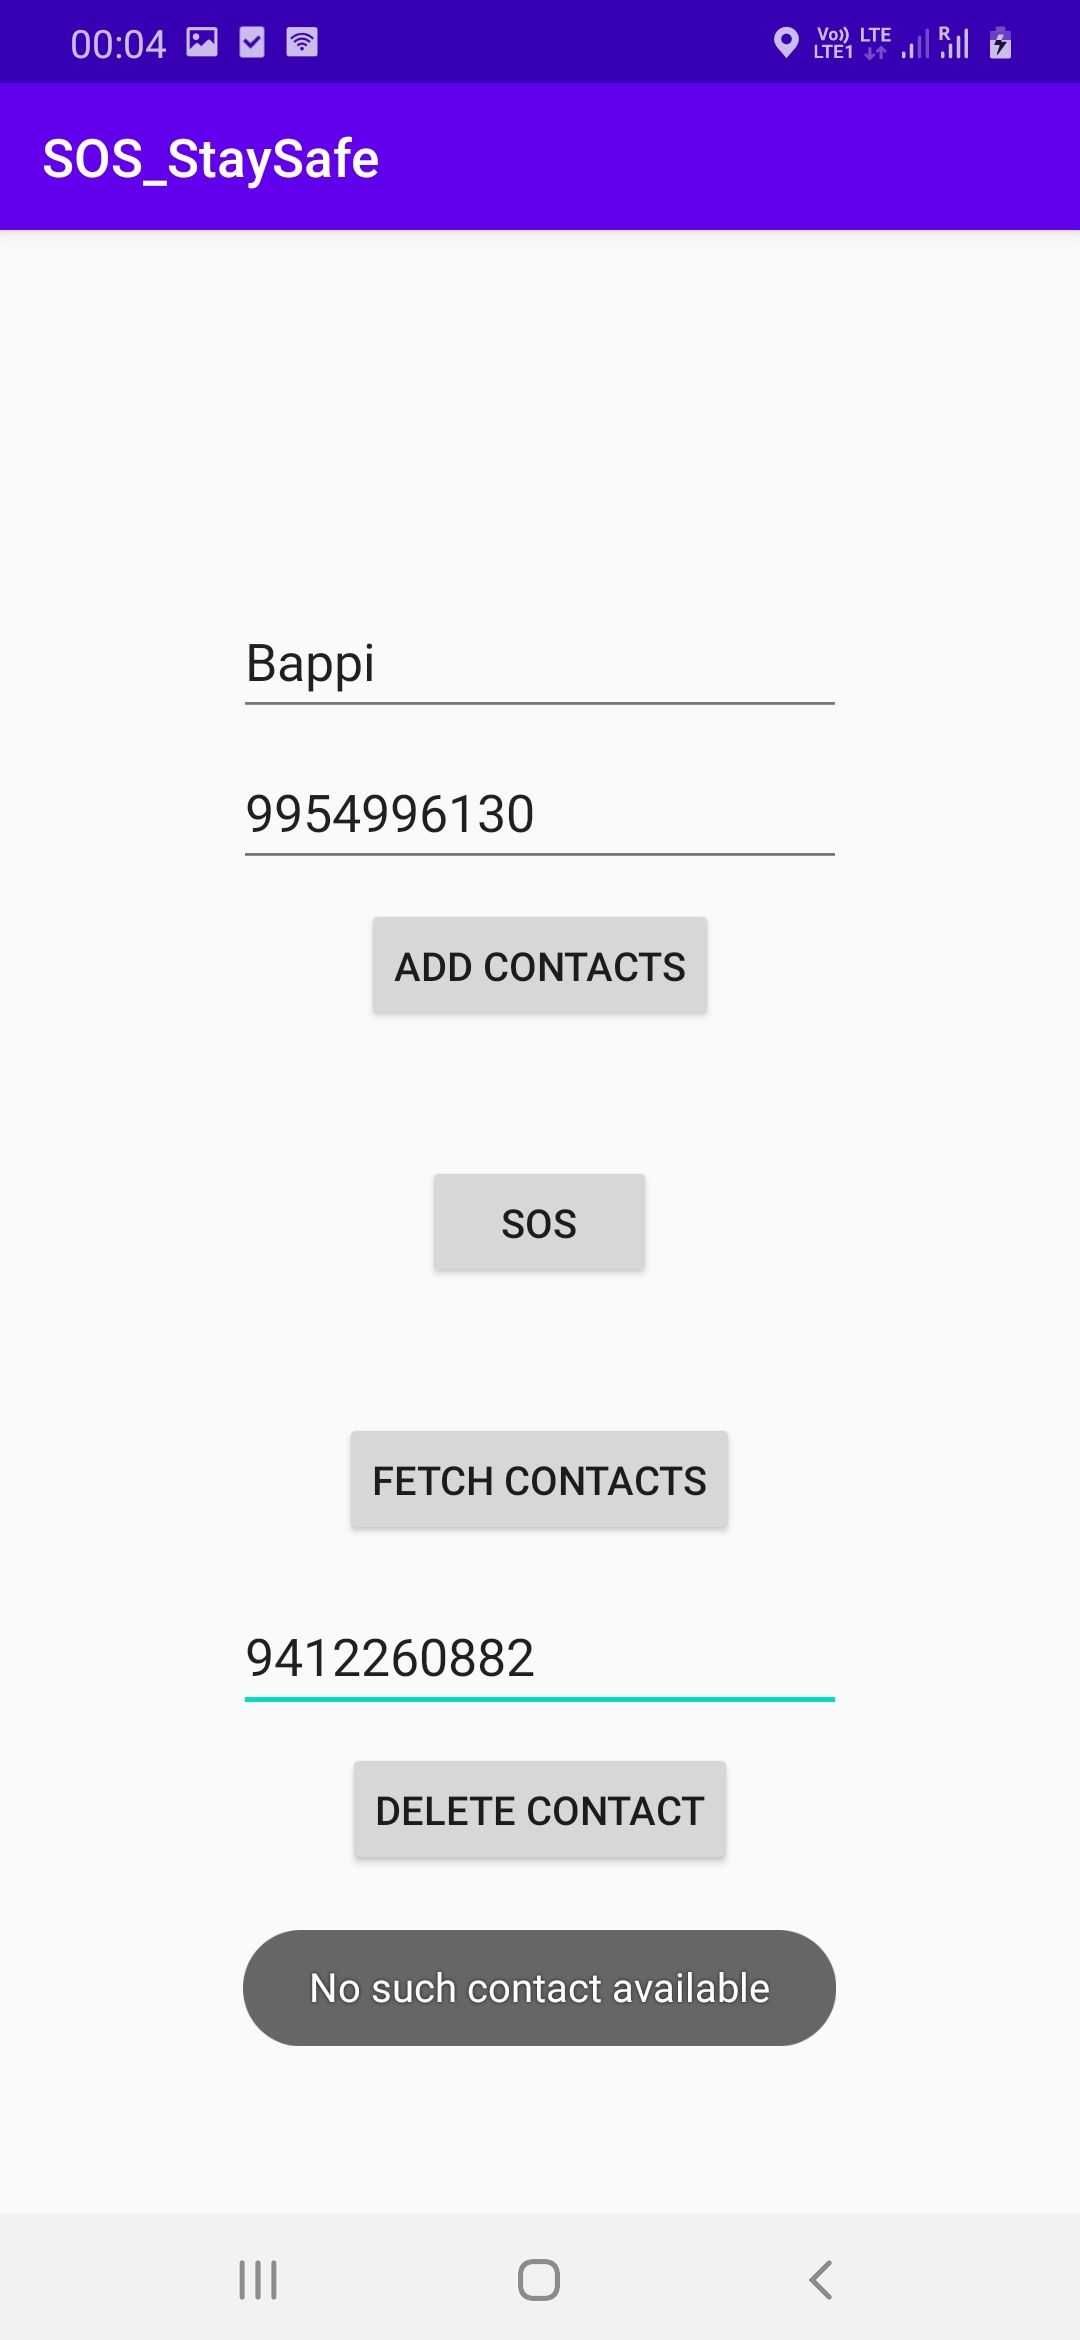 00:04 Vo)) LTE1 LTE R
SOS_StaySafe
Bappi
9954996130
ADD CONTACTS
SOS
FETCH CONTACTS
9412260882
DELETE CONTACT
No such contact available